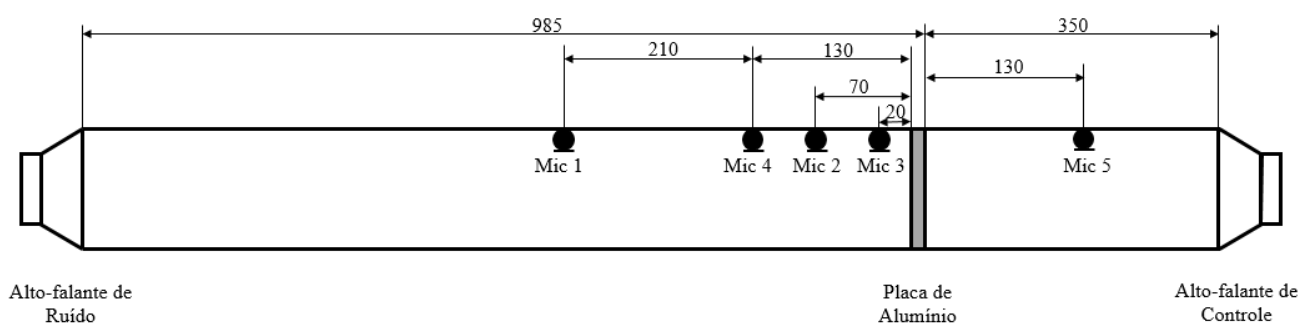 985
350
210
130
130
70
20
Mic 1
Mic 4
Mic 2
Mic 3
Mic 5
Alto-falante de
Ruído
Placa de
Alumínio
Alto-falante de
Controle